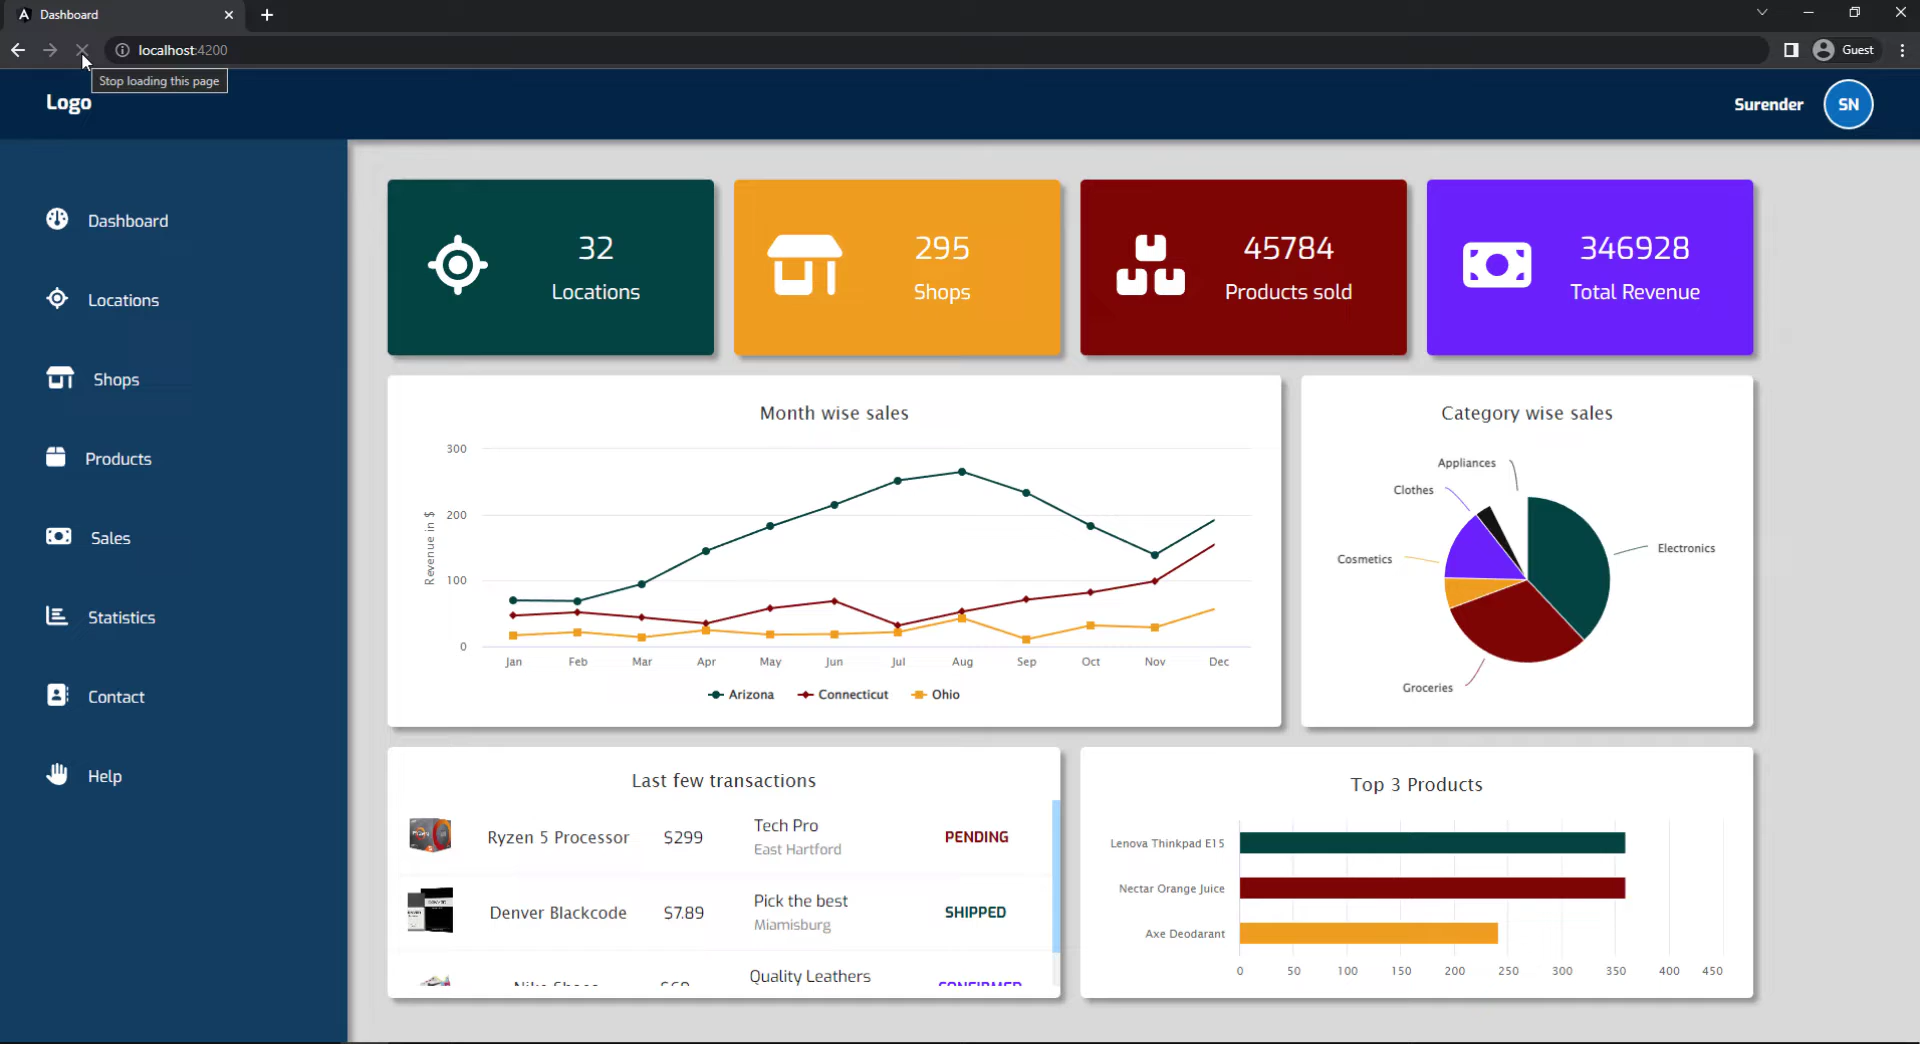 Dashboard
localhost:4200
Guest
Stop loading this page
Logo
Surender
SN
Dashboard
Locations
Shops
Products
Sales
Statistics
Contact
Help
32
Locations
295
Shops
45784
Products sold
346928
Total Revenue
Month wise sales
Revenue in $
300
200
100
0
Jan Feb Mar Apr May Jun Jul Aug Sep Oct Nov Dec
Arizona Connecticut Ohio
Category wise sales
Appliances
Clothes
Electronics
Cosmetics
Groceries
Last few transactions
Ryzen 5 Processor $299 Tech Pro PENDING
East Hartford
Denver Blackcode $7.89 Pick the best SHIPPED
Miamisburg
Quality Leathers
CONFIRMED
Top 3 Products
Lenova Thinkpad E15
Nectar Orange Juice
Axe Deodarant
0 50 100 150 200 250 300 350 400 450